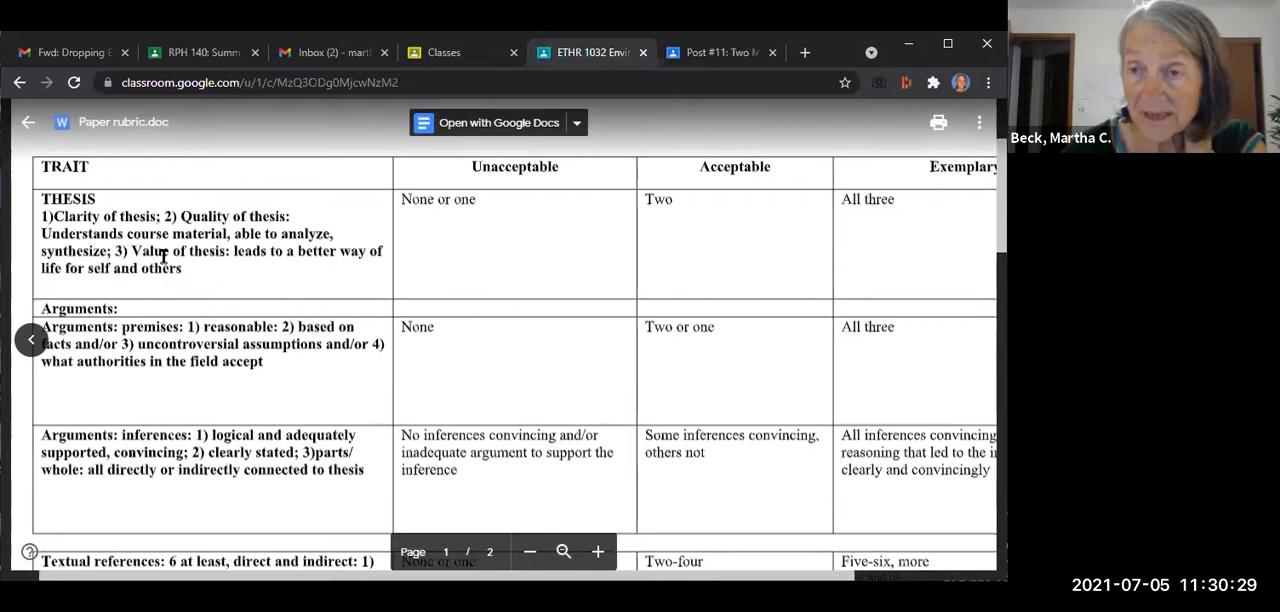 Fwd: Dropping E
RPH 140: Summ
Inbox (2) - mart
Classes
ETHR 1032 Envir
Post #11: Two M
classroom.google.com/u/1/c/MzQ3ODg0MjcwNzM2
Paper rubric.doc
Open with Google Docs
Beck, Martha C.
TRAIT Unacceptable Acceptable Exemplary
THESIS
1)Clarity of thesis; 2) Quality of thesis:
Understands course material, able to analyze,
synthesize; 3) Value of thesis: leads to a better way of
life for self and others
None or one
Two
All three
Arguments:
Arguments: premises: 1) reasonable: 2) based on
facts and/or 3) uncontroversial assumptions and/or 4)
what authorities in the field accept
None
Two or one
All three
Arguments: inferences: 1) logical and adequately
supported, convincing; 2) clearly stated; 3)parts/
whole: all directly or indirectly connected to thesis
No inferences convincing and/or
inadequate argument to support the
inference
Some inferences convincing,
others not
All inferences convincing
reasoning that led to the i
clearly and convincingly
Textual references: 6 at least, direct and indirect: 1)
None or one
Two-four
Five-six, more
Page 1 / 2
2021-07-05 11:30:29